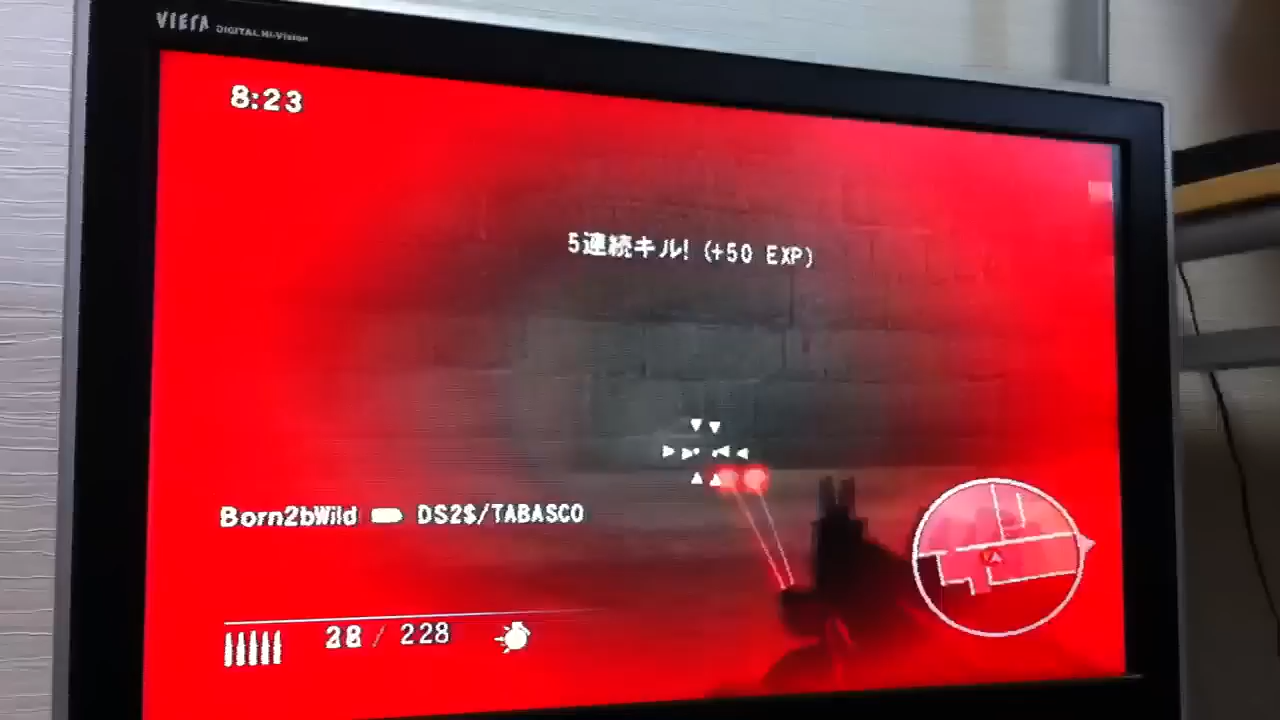 VIERA DIGITAL Hi-Vision
8:23
5連続キル! (+50 EXP)
Born2bWild DS2$/TABASCO
28 / 228